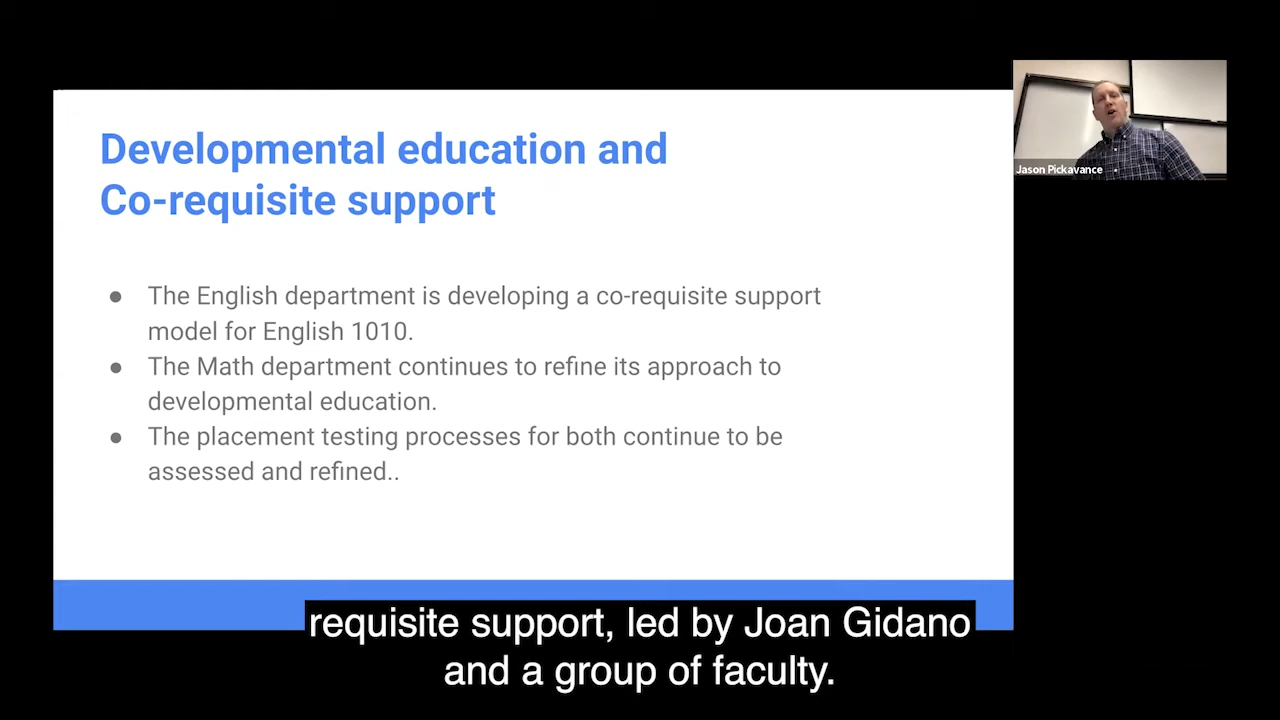 Developmental education and
Co-requisite support
● The English department is developing a co-requisite support
model for English 1010.
● The Math department continues to refine its approach to
developmental education.
● The placement testing processes for both continue to be
assessed and refined..
Jason Pickavance
requisite support, led by Joan Gidano
and a group of faculty.